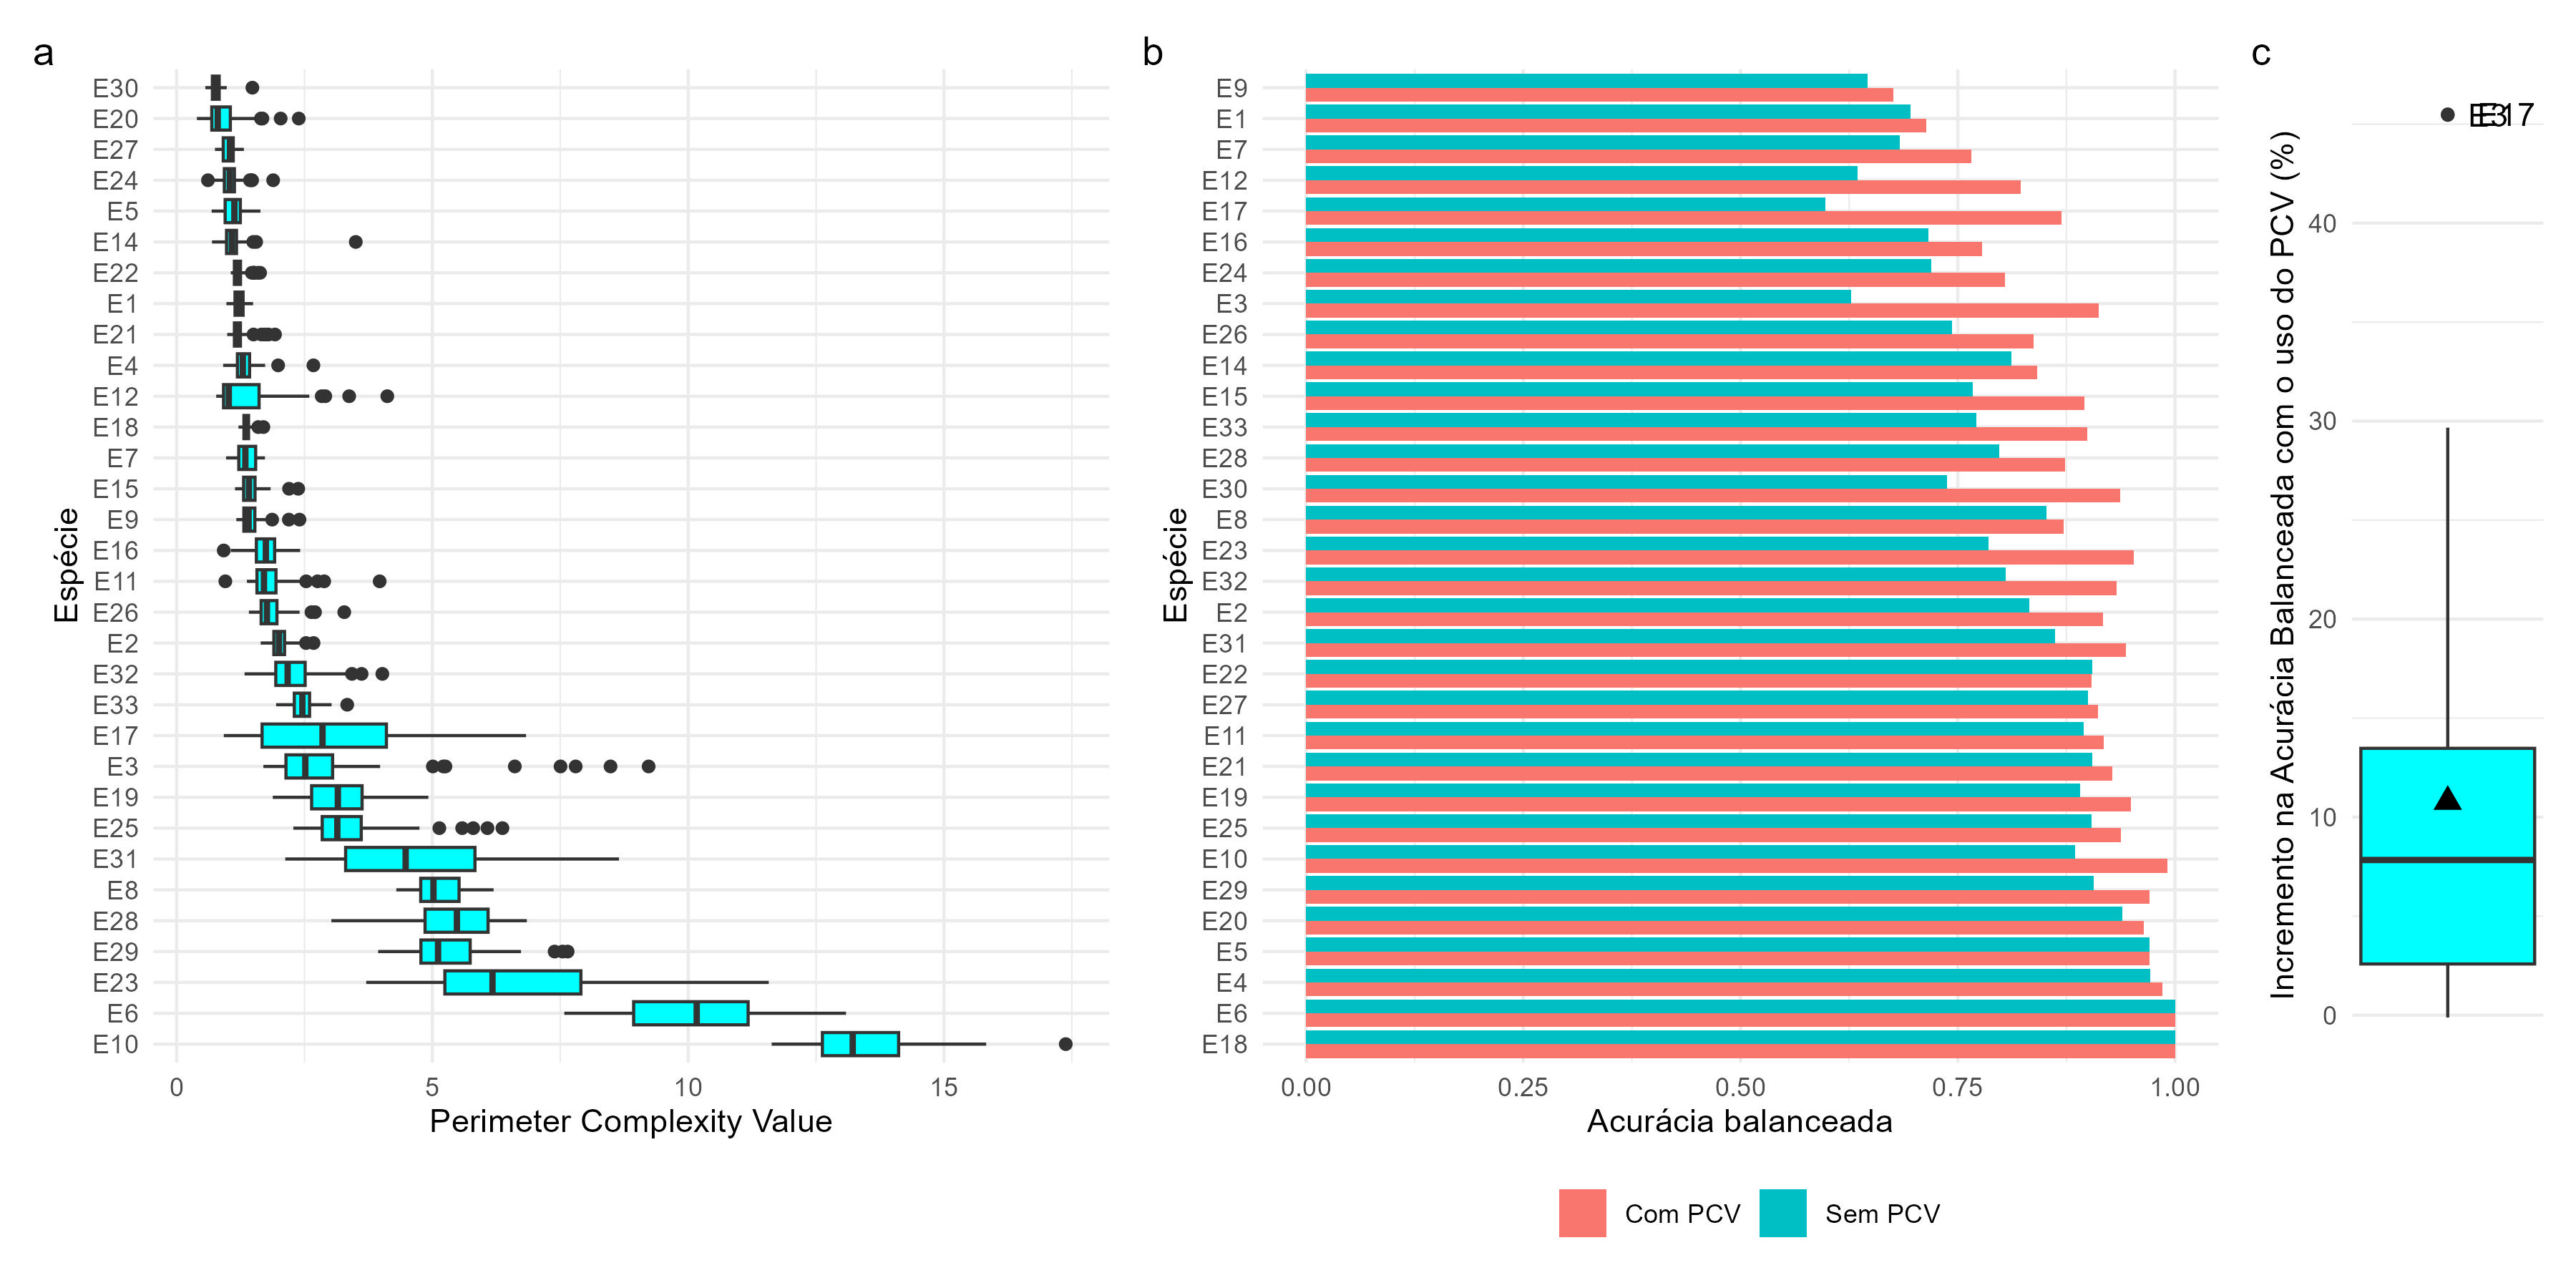 a
Espécie
E30
E20
E27
E24
E5
E14
E22
E1
E21
E4
E12
E18
E7
E15
E9
E16
E11
E26
E2
E32
E33
E17
E3
E19
E25
E31
E8
E28
E29
E23
E6
E10
0 5 10 15
Perimeter Complexity Value
b
Espécie
E9
E1
E7
E12
E17
E16
E24
E3
E26
E14
E15
E33
E28
E30
E8
E23
E32
E2
E31
E22
E27
E11
E21
E19
E25
E10
E29
E20
E5
E4
E6
E18
0.00 0.25 0.50 0.75 1.00
Acurácia balanceada
Com PCV Sem PCV
c
Incremento na Acurácia Balanceada com o uso do PCV (%)
E3 E17
40
30
20
10
0